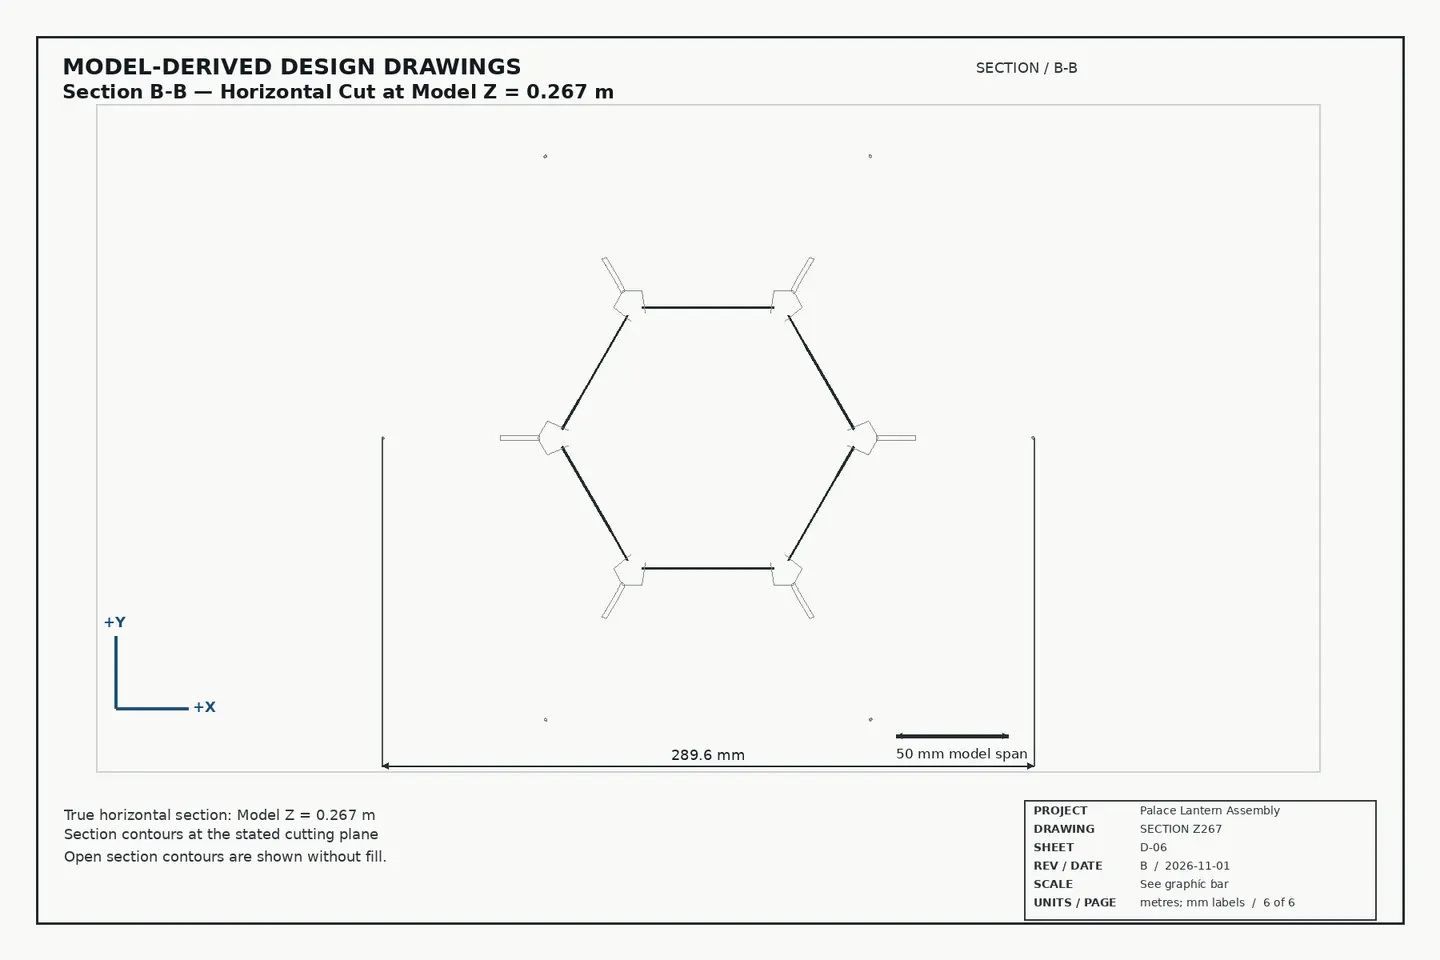 MODEL-DERIVED DESIGN DRAWINGS
SECTION / B-B
Section B-B — Horizontal Cut at Model Z = 0.267 m
+Y
+X
289.6 mm
50 mm model span
True horizontal section: Model Z = 0.267 m
Section contours at the stated cutting plane
Open section contours are shown without fill.
PROJECT Palace Lantern Assembly
DRAWING SECTION Z267
SHEET D-06
REV / DATE B / 2026-11-01
SCALE See graphic bar
UNITS / PAGE metres; mm labels / 6 of 6